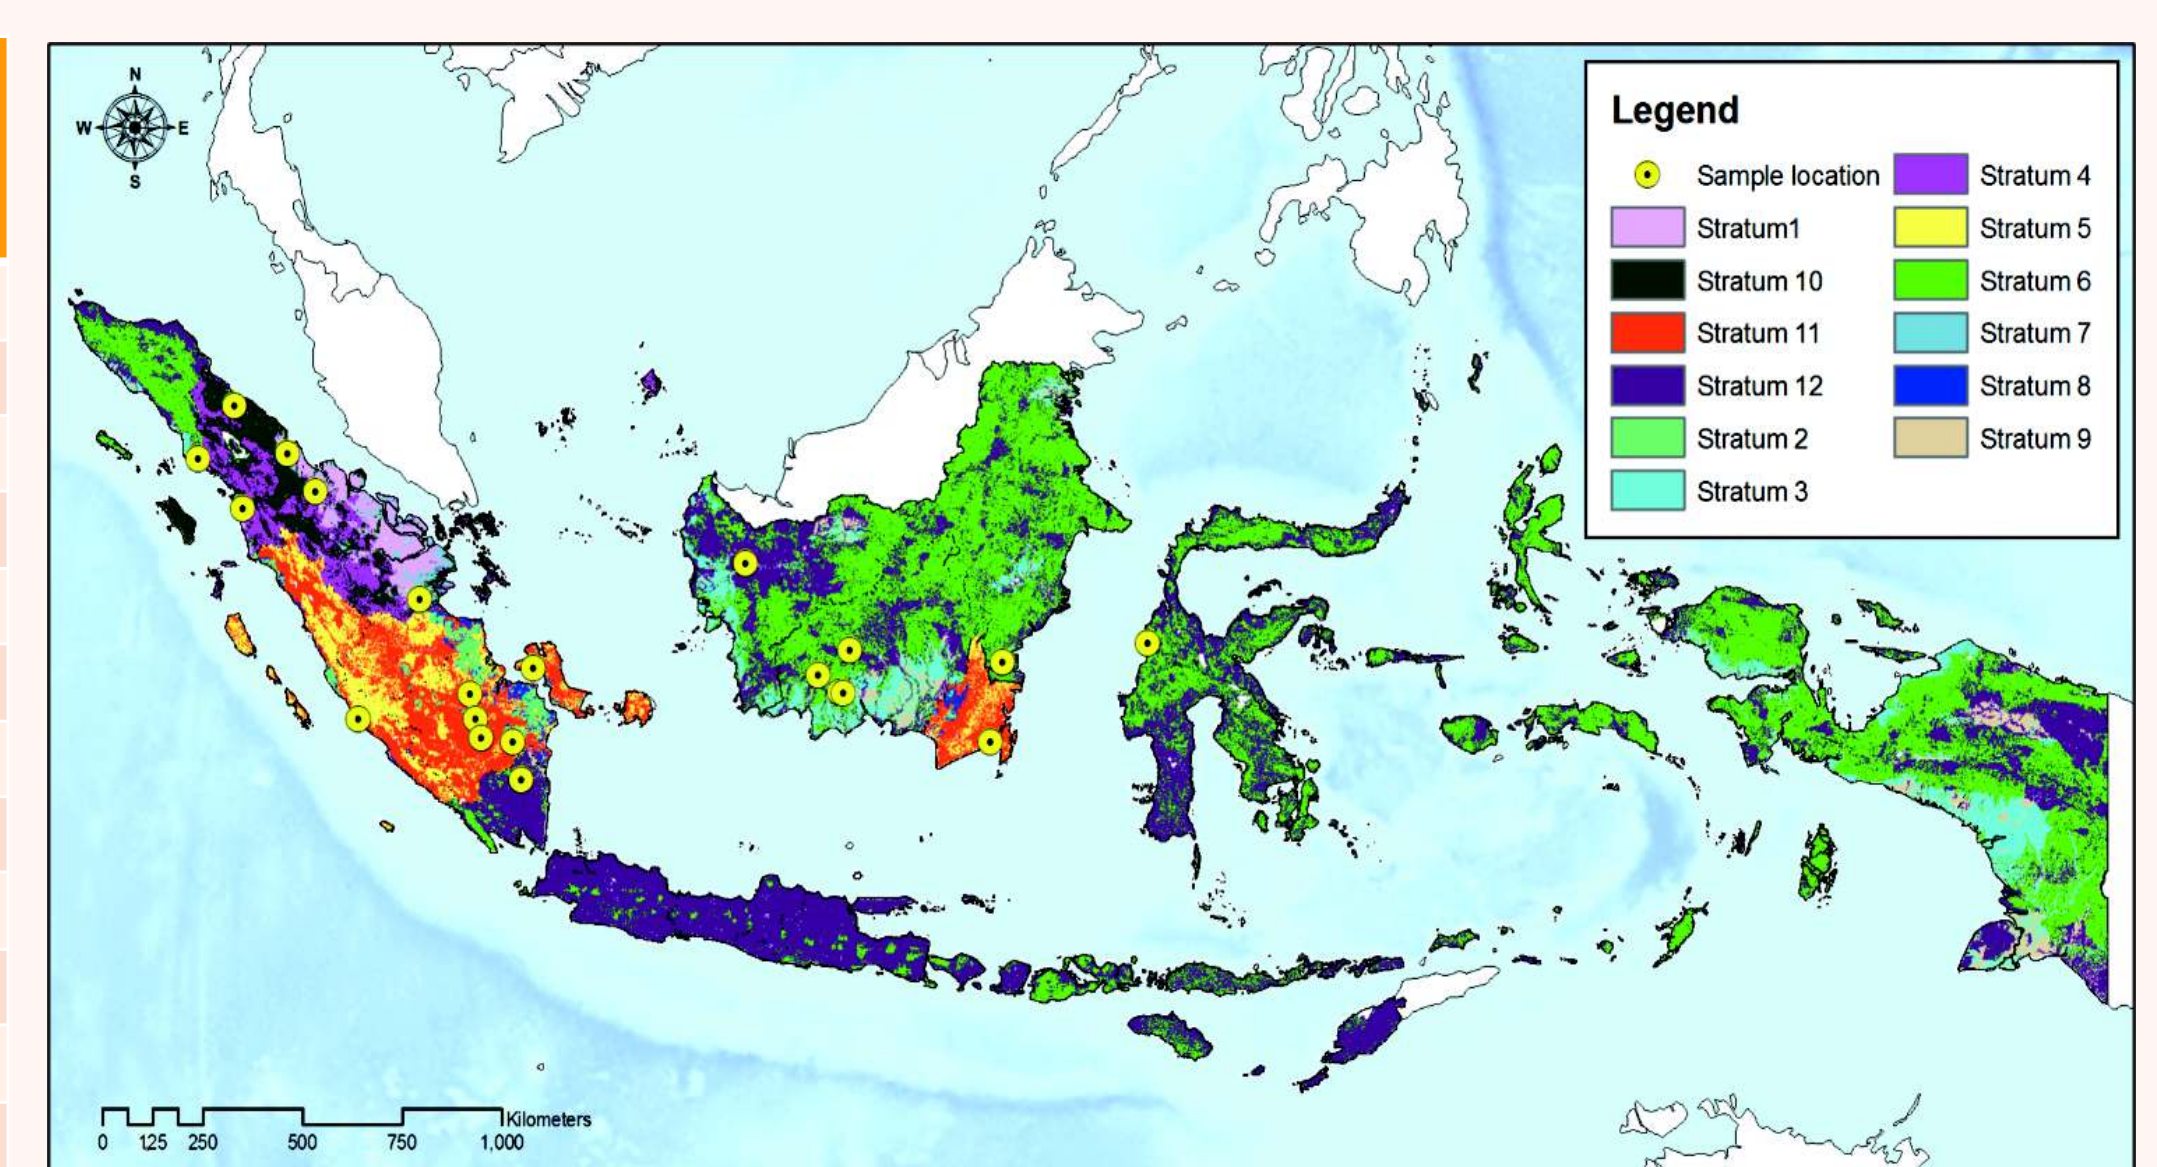 N
W E
S
Legend
Sample location
Stratum1
Stratum 10
Stratum 11
Stratum 12
Stratum 2
Stratum 3
Stratum 4
Stratum 5
Stratum 6
Stratum 7
Stratum 8
Stratum 9
Kilometers
0 125 250 500 750 1,000